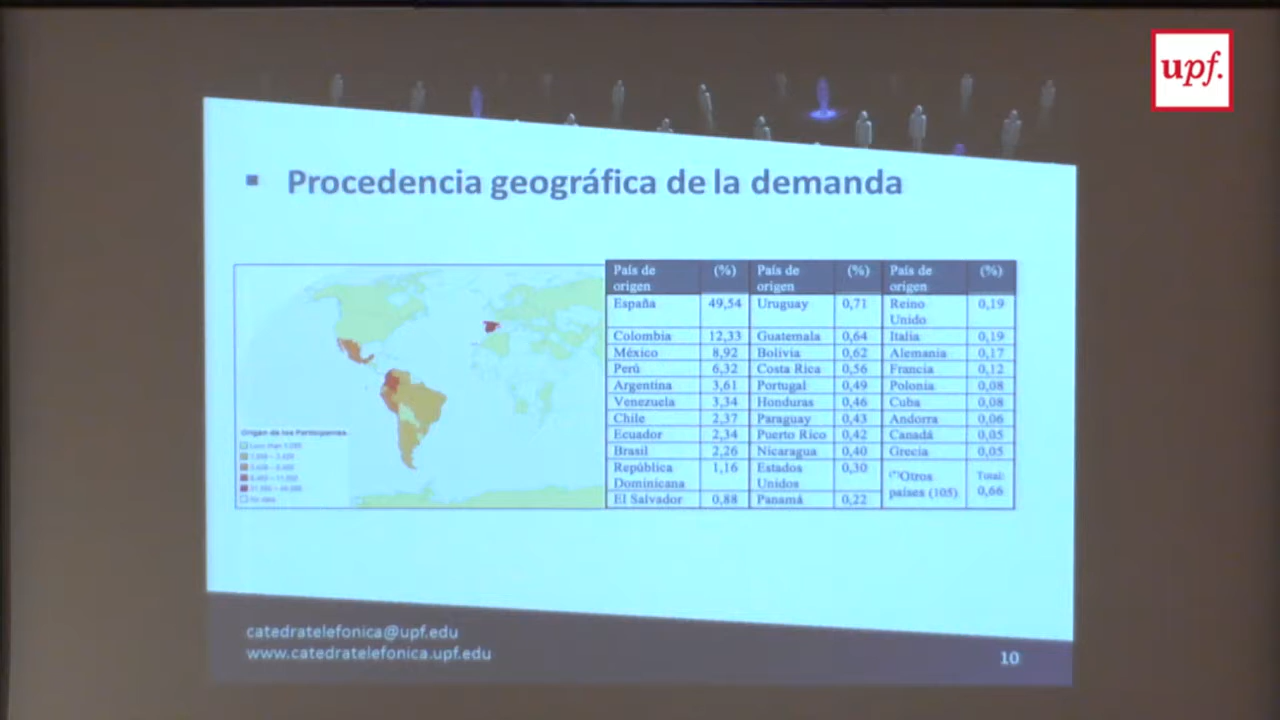 upf.
▪ Procedencia geográfica de la demanda
País de origen (%) País de origen (%) País de origen (%)
España 49,54 Uruguay 0,71 Reino Unido 0,19
Colombia 12,33 Guatemala 0,64 Italia 0,19
México 8,92 Bolivia 0,62 Alemania 0,17
Perú 6,32 Costa Rica 0,56 Francia 0,12
Argentina 3,61 Portugal 0,49 Polonia 0,08
Venezuela 3,34 Honduras 0,46 Cuba 0,08
Chile 2,37 Paraguay 0,43 Andorra 0,06
Ecuador 2,34 Puerto Rico 0,42 Canadá 0,05
Brasil 2,26 Nicaragua 0,40 Grecia 0,05
República Dominicana 1,16 Estados Unidos 0,30 (*)Otros países (105) Total: 0,66
El Salvador 0,88 Panamá 0,22
Origen de los Participantes
No data
catedratelefonica@upf.edu
www.catedratelefonica.upf.edu
10